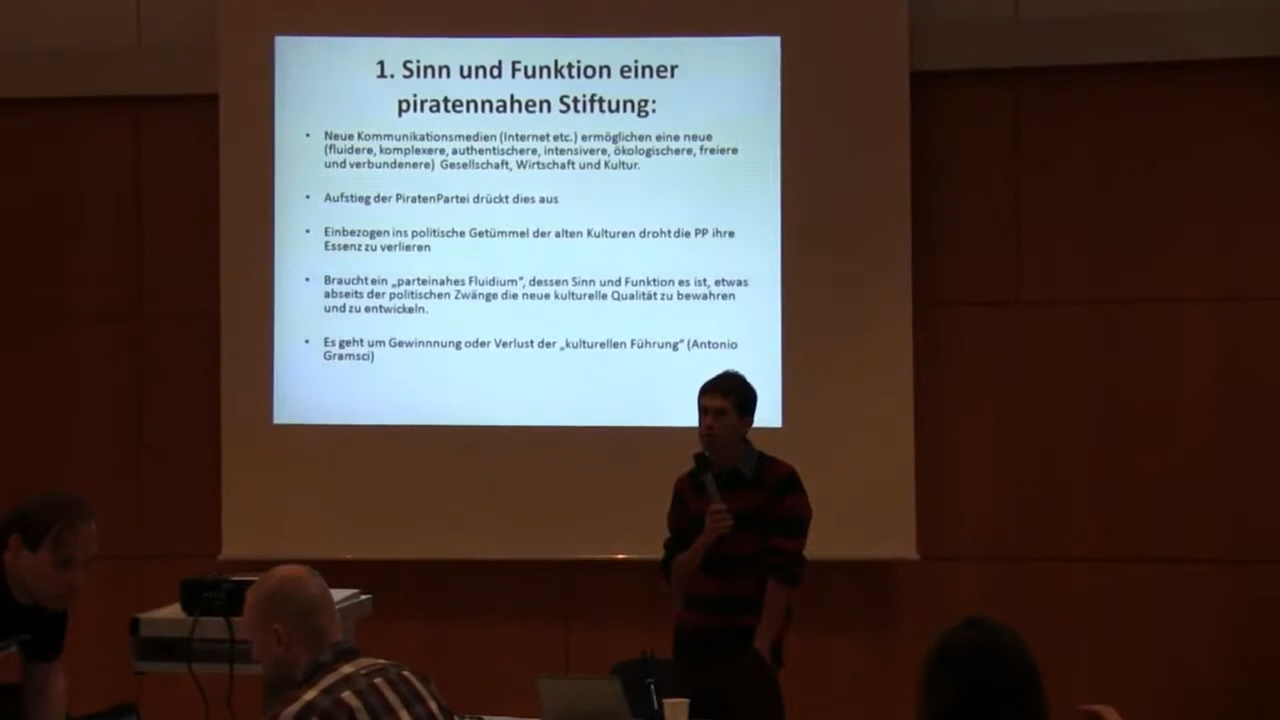 1. Sinn und Funktion einer
piratennahen Stiftung:
• Neue Kommunikationsmedien (Internet etc.) ermöglichen eine neue
(fluidere, komplexere, authentischere, intensivere, ökologischere, freiere
und verbundenere) Gesellschaft, Wirtschaft und Kultur.
• Aufstieg der PiratenPartei drückt dies aus
• Einbezogen ins politische Getümmel der alten Kulturen droht die PP ihre
Essenz zu verlieren
• Braucht ein „parteinahes Fluidium“, dessen Sinn und Funktion es ist, etwas
abseits der politischen Zwänge die neue kulturelle Qualität zu bewahren
und zu entwickeln.
• Es geht um Gewinnnung oder Verlust der „kulturellen Führung“ (Antonio
Gramsci)